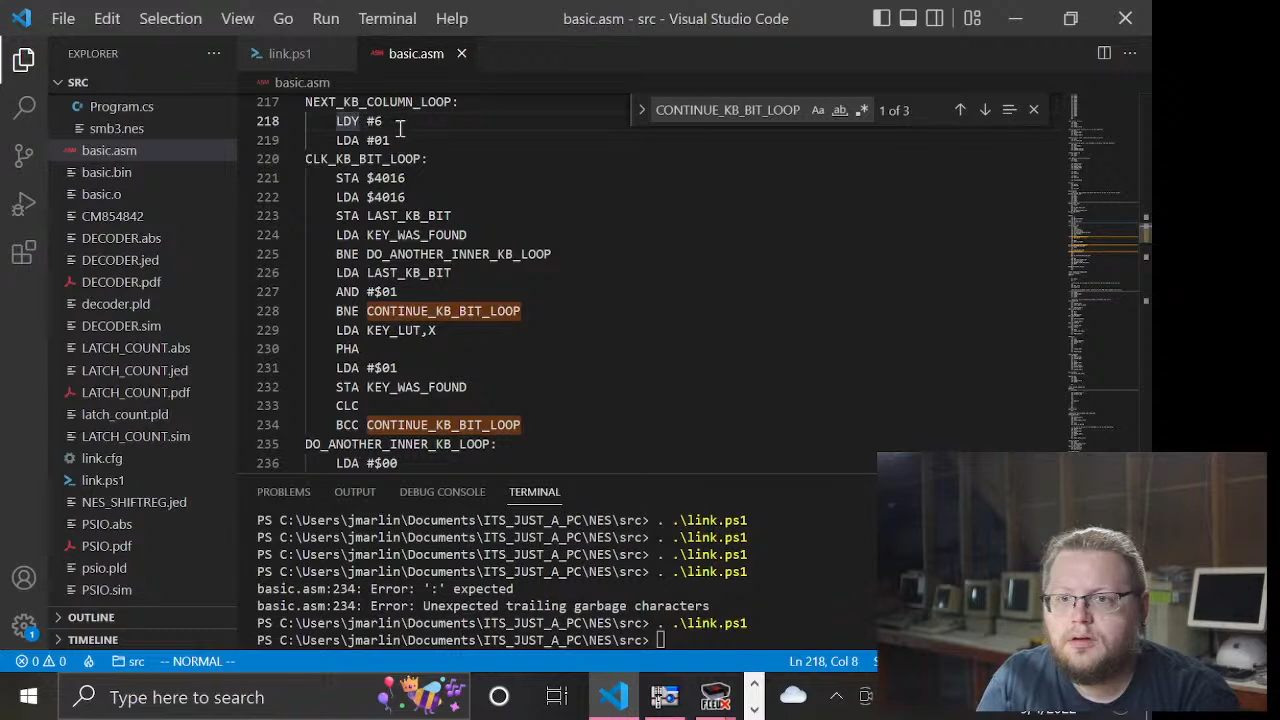 File Edit Selection View Go Run Terminal Help basic.asm - src - Visual Studio Code
EXPLORER
link.ps1 basic.asm
SRC
basic.asm
Program.cs
smb3.nes
basic.asm
basic.bin
basic.o
CM854842
DECODER.abs
DECODER.jed
DECODER.pdf
decoder.pld
DECODER.sim
LATCH_COUNT.abs
LATCH_COUNT.jed
LATCH_COUNT.pdf
latch_count.pld
LATCH_COUNT.sim
link.cfg
link.ps1
NES_SHIFTREG.jed
PSIO.abs
PSIO.pdf
psio.pld
PSIO.sim
OUTLINE
TIMELINE
CONTINUE_KB_BIT_LOOP Aa ab 1 of 3
217 NEXT_KB_COLUMN_LOOP:
218 LDY #6
219 LDA
220 CLK_KB_BIT_LOOP:
221 STA $4016
222 LDA $4016
223 STA LAST_KB_BIT
224 LDA KEY_WAS_FOUND
225 BNE DO_ANOTHER_INNER_KB_LOOP
226 LDA LAST_KB_BIT
227 AND #$01
228 BNE CONTINUE_KB_BIT_LOOP
229 LDA KEY_LUT,X
230 PHA
231 LDA #$01
232 STA KEY_WAS_FOUND
233 CLC
234 BCC CONTINUE_KB_BIT_LOOP
235 DO_ANOTHER_INNER_KB_LOOP:
236 LDA #$00
PROBLEMS OUTPUT DEBUG CONSOLE TERMINAL
PS C:\Users\jmarlin\Documents\ITS_JUST_A_PC\NES\src> . .\link.ps1
PS C:\Users\jmarlin\Documents\ITS_JUST_A_PC\NES\src> . .\link.ps1
PS C:\Users\jmarlin\Documents\ITS_JUST_A_PC\NES\src> . .\link.ps1
PS C:\Users\jmarlin\Documents\ITS_JUST_A_PC\NES\src> . .\link.ps1
basic.asm:234: Error: ':' expected
basic.asm:234: Error: Unexpected trailing garbage characters
PS C:\Users\jmarlin\Documents\ITS_JUST_A_PC\NES\src> . .\link.ps1
PS C:\Users\jmarlin\Documents\ITS_JUST_A_PC\NES\src>
1
0 0 src -- NORMAL -- Ln 218, Col 8
Type here to search